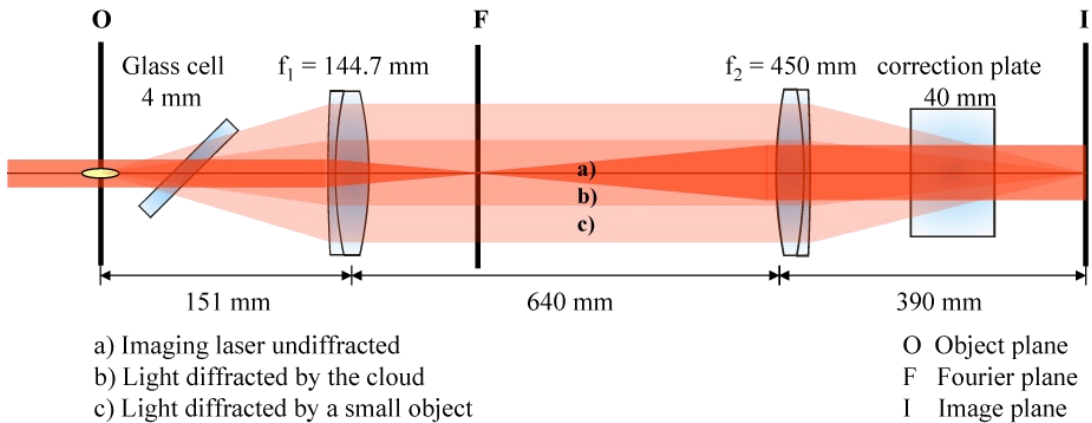 O F I
Glass cell f₁ = 144.7 mm f₂ = 450 mm correction plate
4 mm 40 mm
a)
b)
c)
151 mm 640 mm 390 mm
a) Imaging laser undiffracted O Object plane
b) Light diffracted by the cloud F Fourier plane
c) Light diffracted by a small object I Image plane